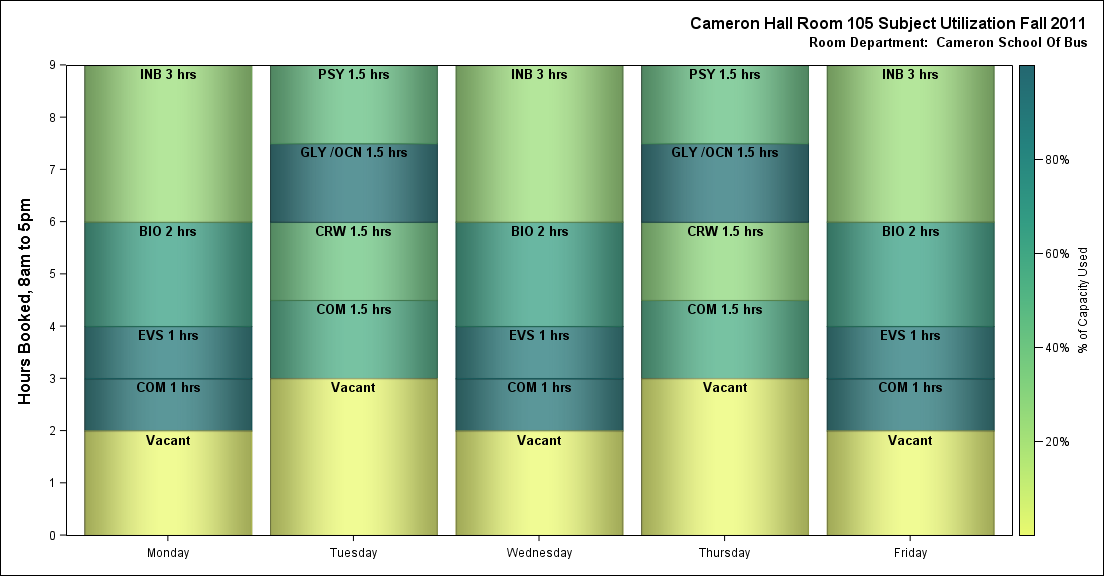 Cameron Hall Room 105 Subject Utilization Fall 2011
Room Department: Cameron School Of Bus
Hours Booked, 8am to 5pm
9
8
7
6
5
4
3
2
1
0
INB 3 hrs
BIO 2 hrs
EVS 1 hrs
COM 1 hrs
Vacant
Monday
PSY 1.5 hrs
GLY /OCN 1.5 hrs
CRW 1.5 hrs
COM 1.5 hrs
Vacant
Tuesday
INB 3 hrs
BIO 2 hrs
EVS 1 hrs
COM 1 hrs
Vacant
Wednesday
PSY 1.5 hrs
GLY /OCN 1.5 hrs
CRW 1.5 hrs
COM 1.5 hrs
Vacant
Thursday
INB 3 hrs
BIO 2 hrs
EVS 1 hrs
COM 1 hrs
Vacant
Friday
80%
60%
40%
20%
% of Capacity Used